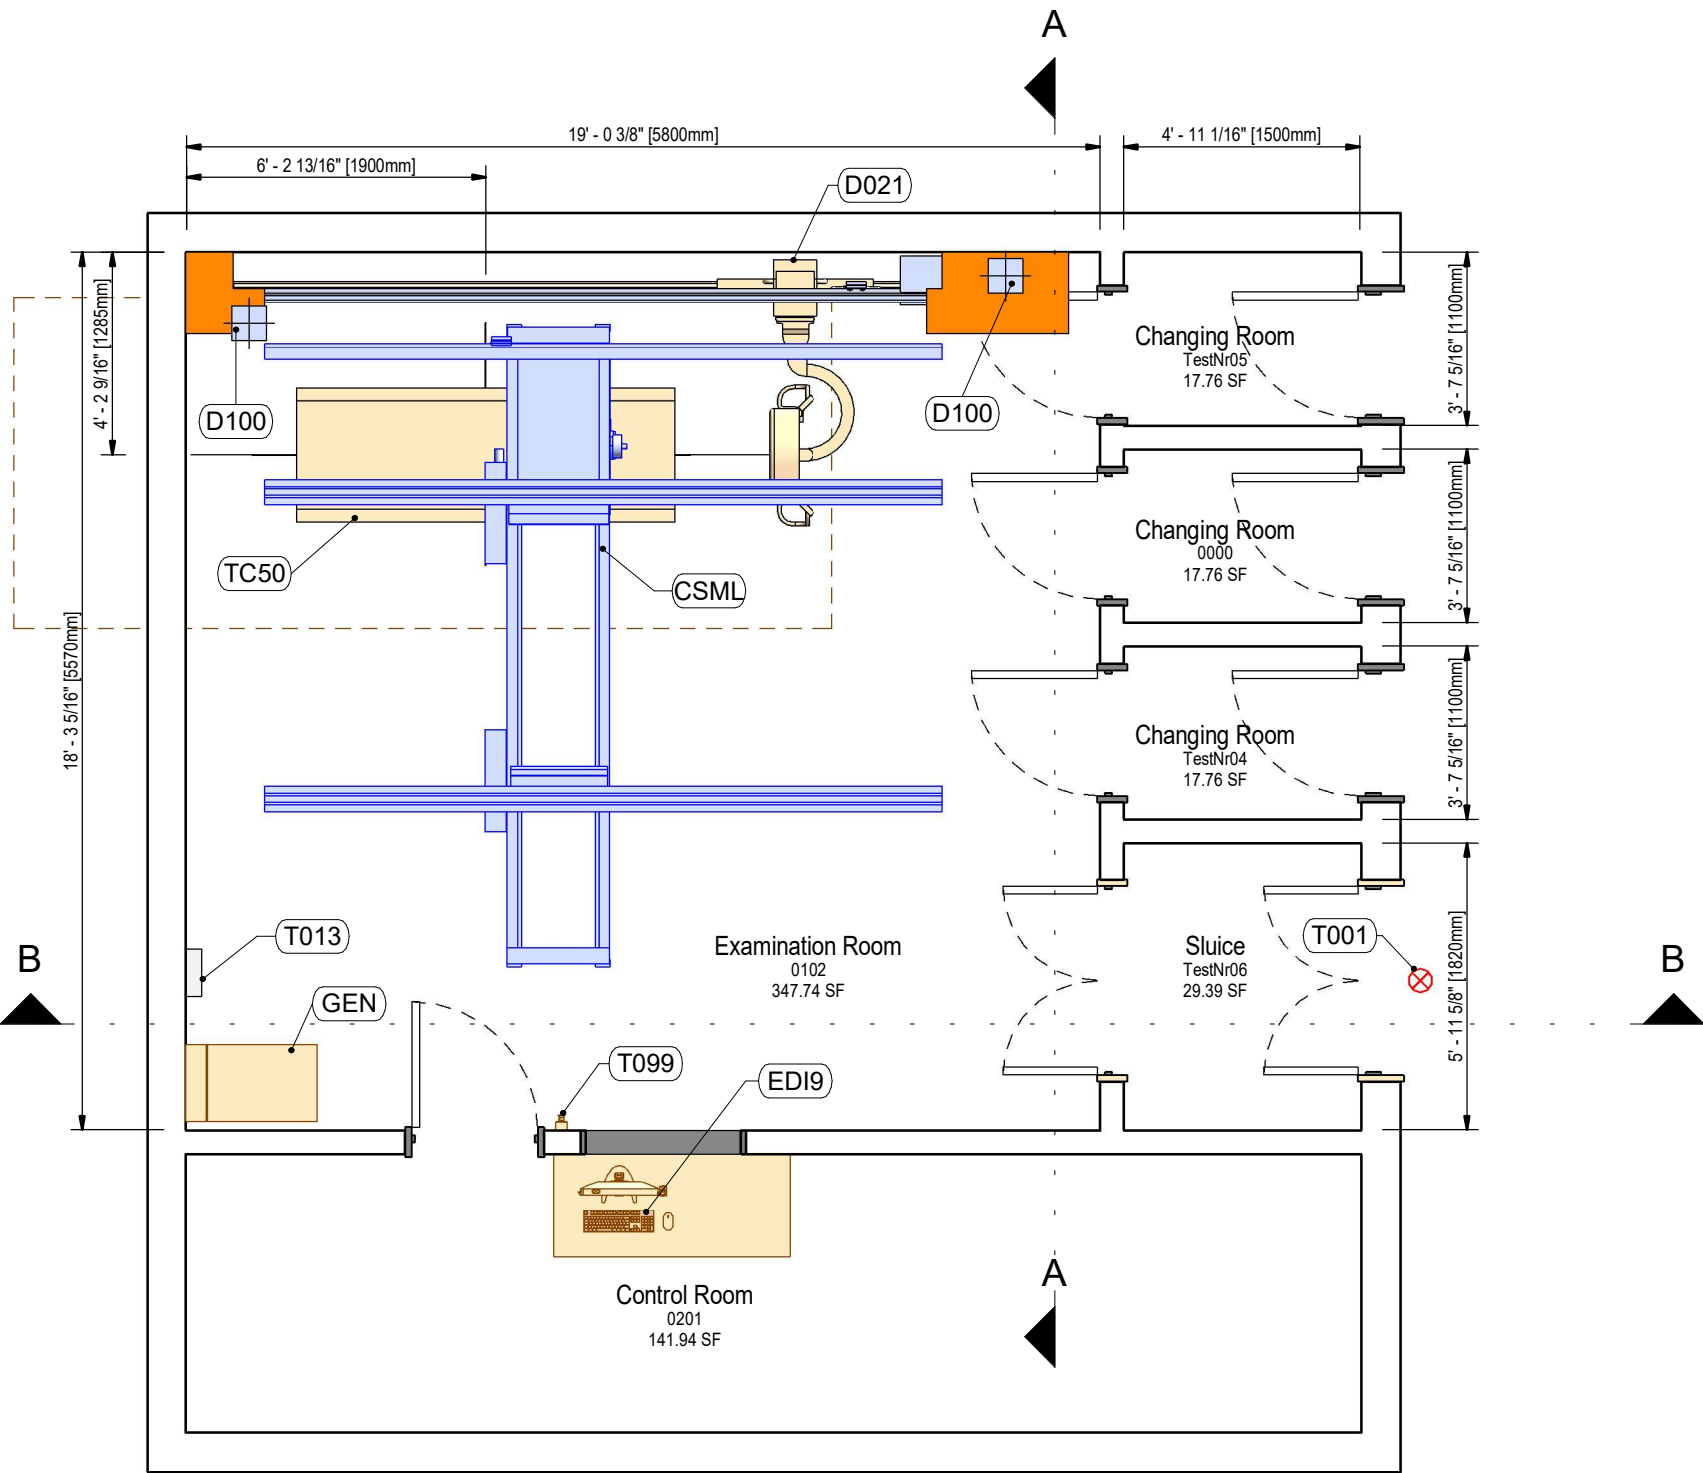 A
19' - 0 3/8" [5800mm]
4' - 11 1/16" [1500mm]
6' - 2 13/16" [1900mm]
D021
4' - 2 9/16" [1285mm]
18' - 3 5/16" [5570mm]
D100
D100
TC50
CSML
Changing Room
TestNr05
17.76 SF
3' - 7 5/16" [1100mm]
Changing Room
0000
17.76 SF
3' - 7 5/16" [1100mm]
Changing Room
TestNr04
17.76 SF
3' - 7 5/16" [1100mm]
B
T013
GEN
Examination Room
0102
347.74 SF
Sluice
TestNr06
29.39 SF
T001
5' - 11 5/8" [1820mm]
B
T099
EDI9
Control Room
0201
141.94 SF
A